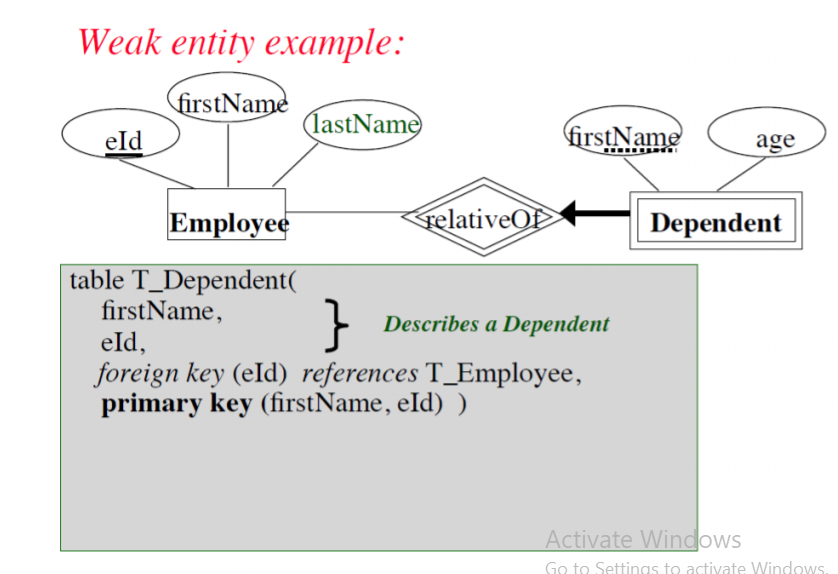 Weak entity example:
firstName
eId
lastName
firstName
age
Employee
relativeOf
Dependent
table T_Dependent(
firstName,
eId,
Describes a Dependent
foreign key (eId) references T_Employee,
primary key (firstName, eId) )
Activate Windows
Go to Settings to activate Windows.